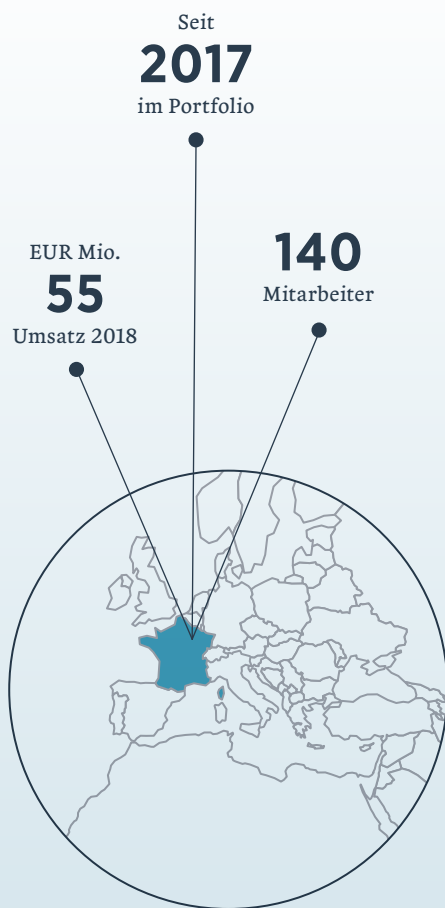 Seit
2017
im Portfolio
EUR Mio.
55
Umsatz 2018
140
Mitarbeiter